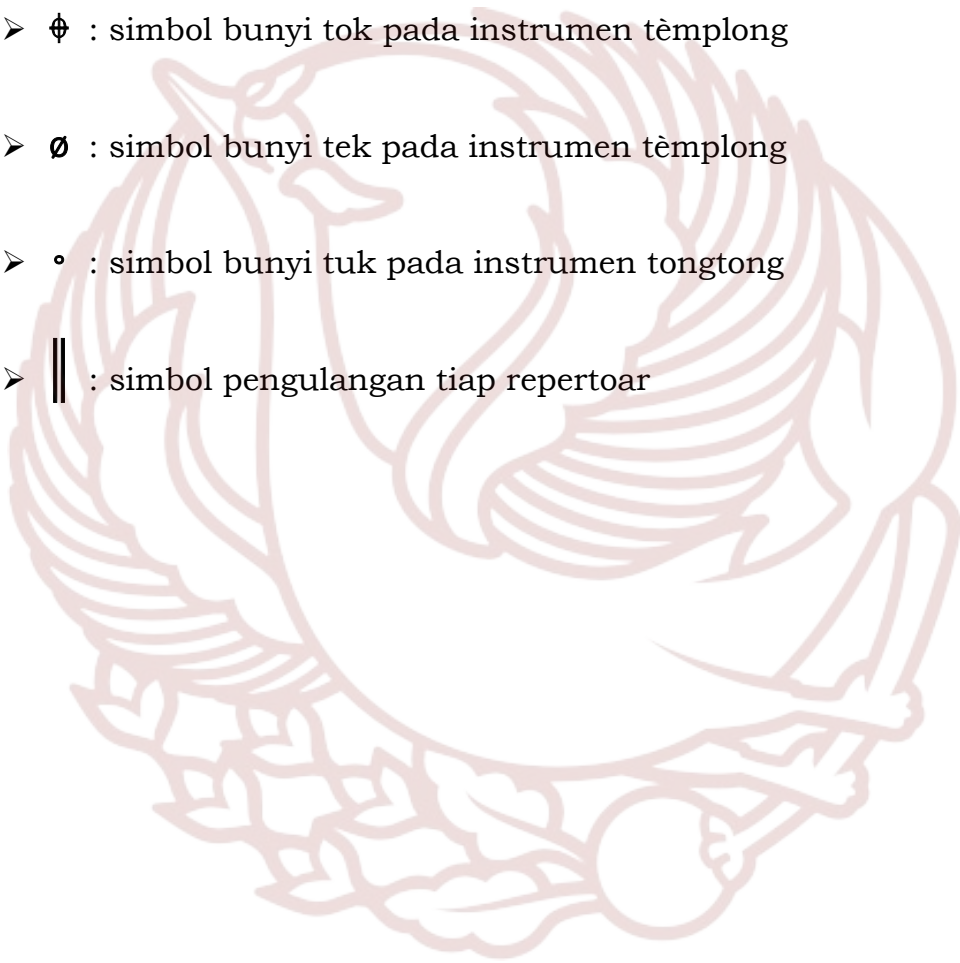 ➢ ⏀ : simbol bunyi tok pada instrumen tèmplong
➢ ø : simbol bunyi tek pada instrumen tèmplong
➢ ∘ : simbol bunyi tuk pada instrumen tongtong
➢ ‖ : simbol pengulangan tiap repertoar